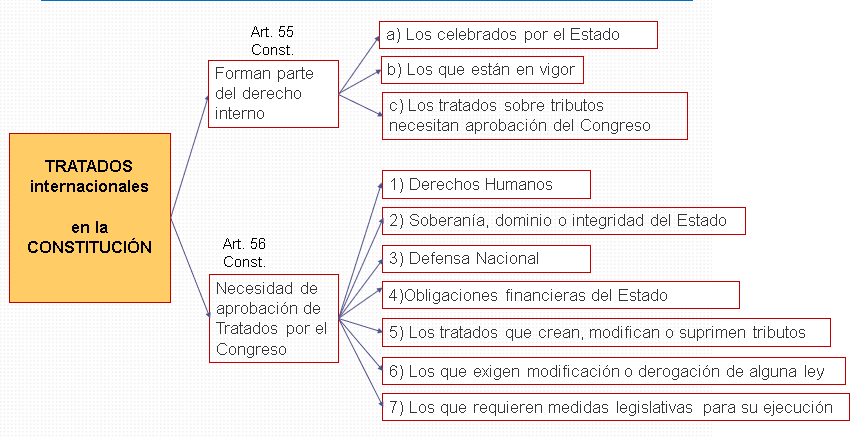 TRATADOS
internacionales
en la
CONSTITUCIÓN
Art. 55
Const.
Forman parte
del derecho
interno
a) Los celebrados por el Estado
b) Los que están en vigor
c) Los tratados sobre tributos
necesitan aprobación del Congreso
Art. 56
Const.
Necesidad de
aprobación de
Tratados por el
Congreso
1) Derechos Humanos
2) Soberanía, dominio o integridad del Estado
3) Defensa Nacional
4)Obligaciones financieras del Estado
5) Los tratados que crean, modifican o suprimen tributos
6) Los que exigen modificación o derogación de alguna ley
7) Los que requieren medidas legislativas para su ejecución